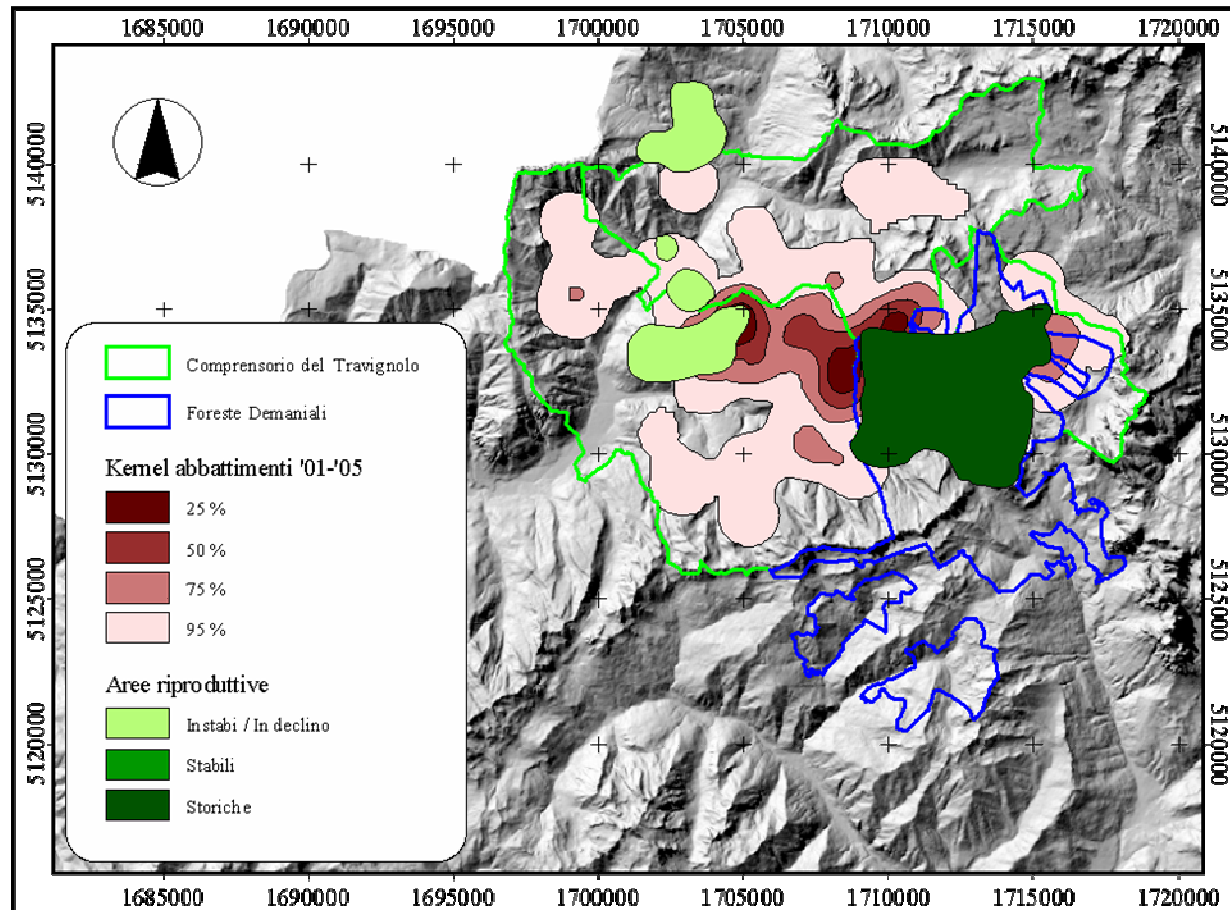 1685000 1690000 1695000 1700000 1705000 1710000 1715000 1720000
5140000 5140000
5135000 5135000
5130000 5130000
5125000 5125000
5120000 5120000
Comprensorio del Travignolo
Foreste Demaniali
Kernel abbattimenti '01-'05
25 %
50 %
75 %
95 %
Aree riproduttive
Instabi / In declino
Stabili
Storiche
1685000 1690000 1695000 1700000 1705000 1710000 1715000 1720000